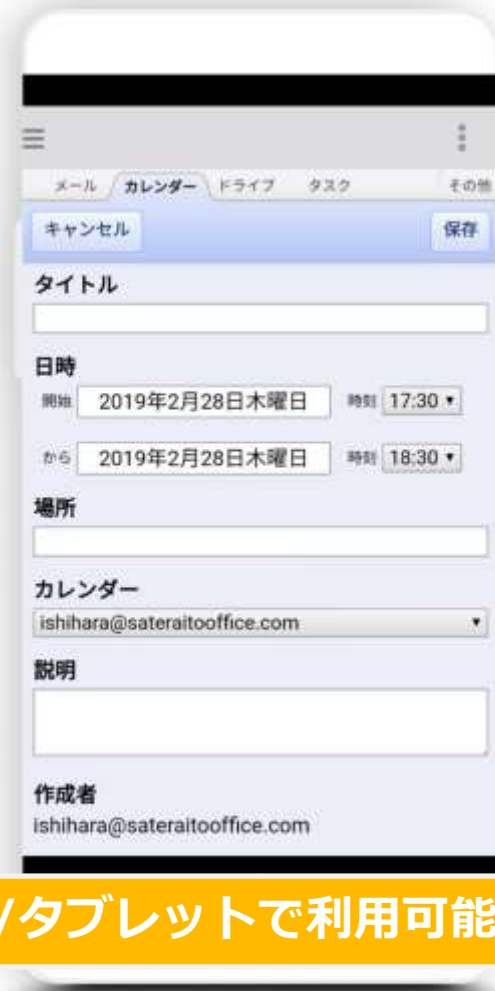 メール カレンダー ドライブ タスク その他
キャンセル 保存
タイトル
日時
開始 2019年2月28日木曜日 時刻 17:30
から 2019年2月28日木曜日 時刻 18:30
場所
カレンダー
ishihara@sateraitooffice.com
説明
作成者
ishihara@sateraitooffice.com
/タブレットで利用可能